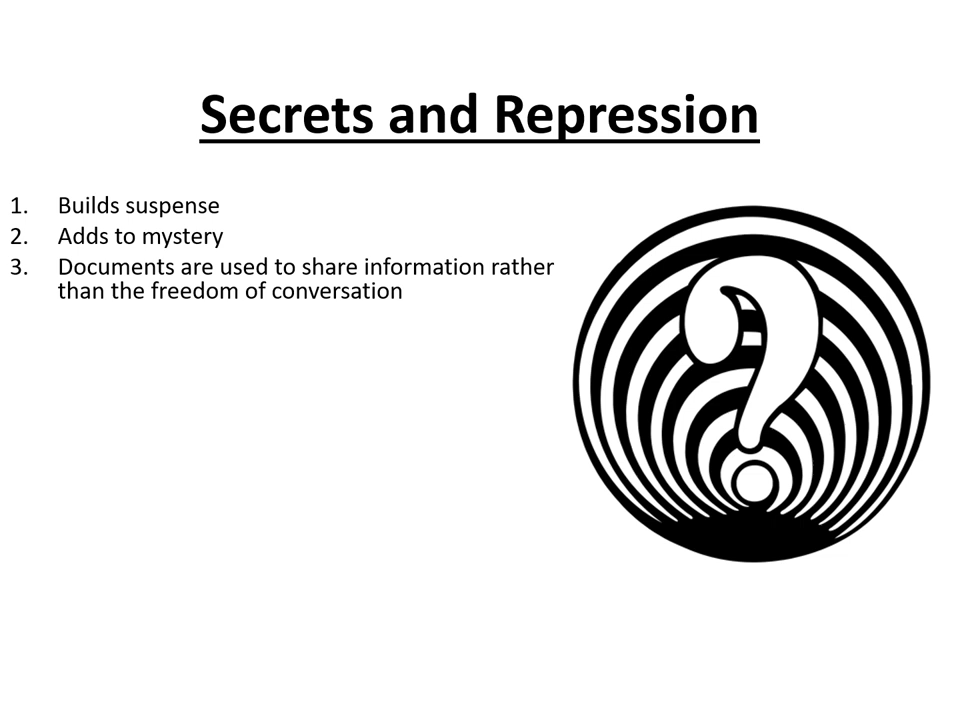 Secrets and Repression
1. Builds suspense
2. Adds to mystery
3. Documents are used to share information rather
than the freedom of conversation
?